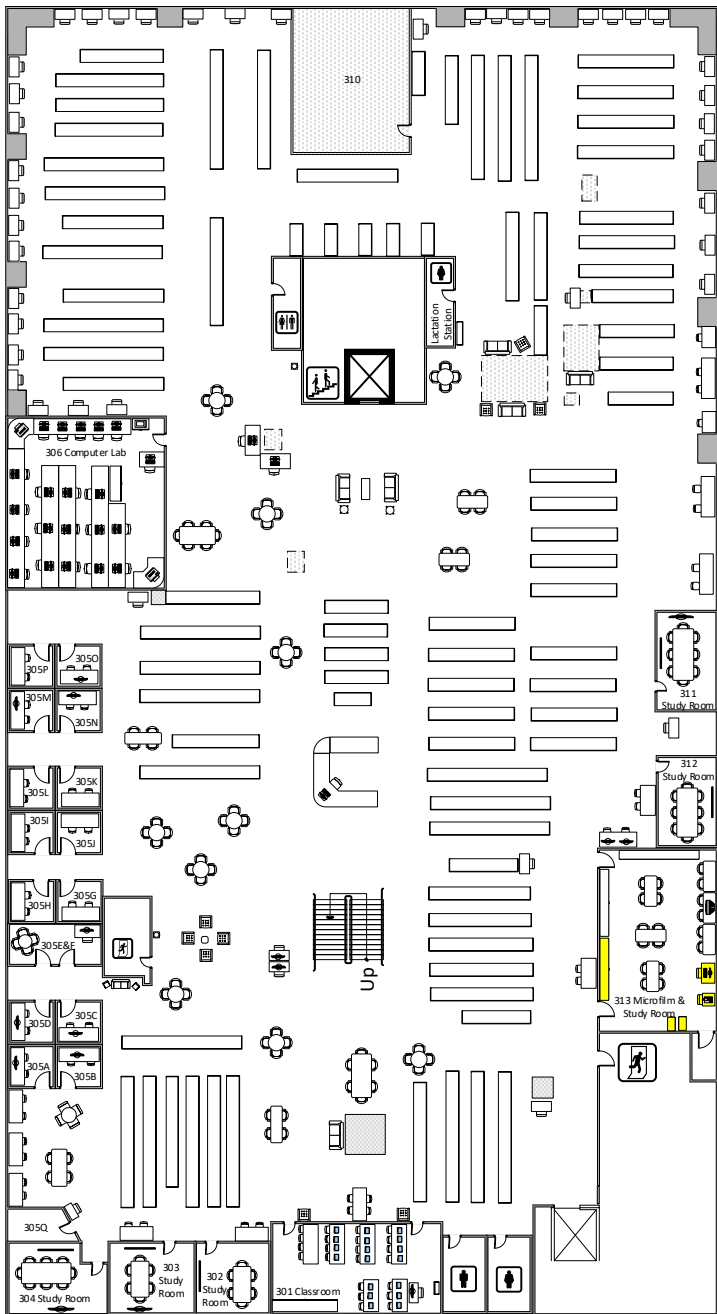 310
Lactation
Station
306 Computer Lab
305P
305O
305M
305N
311
Study Room
305L
305K
312
Study Room
305I
305J
305H
305G
305E&F
Up
313 Microfilm &
Study Room
305D
305C
305A
305B
305Q
304 Study Room
303
Study
Room
302
Study
Room
301 Classroom